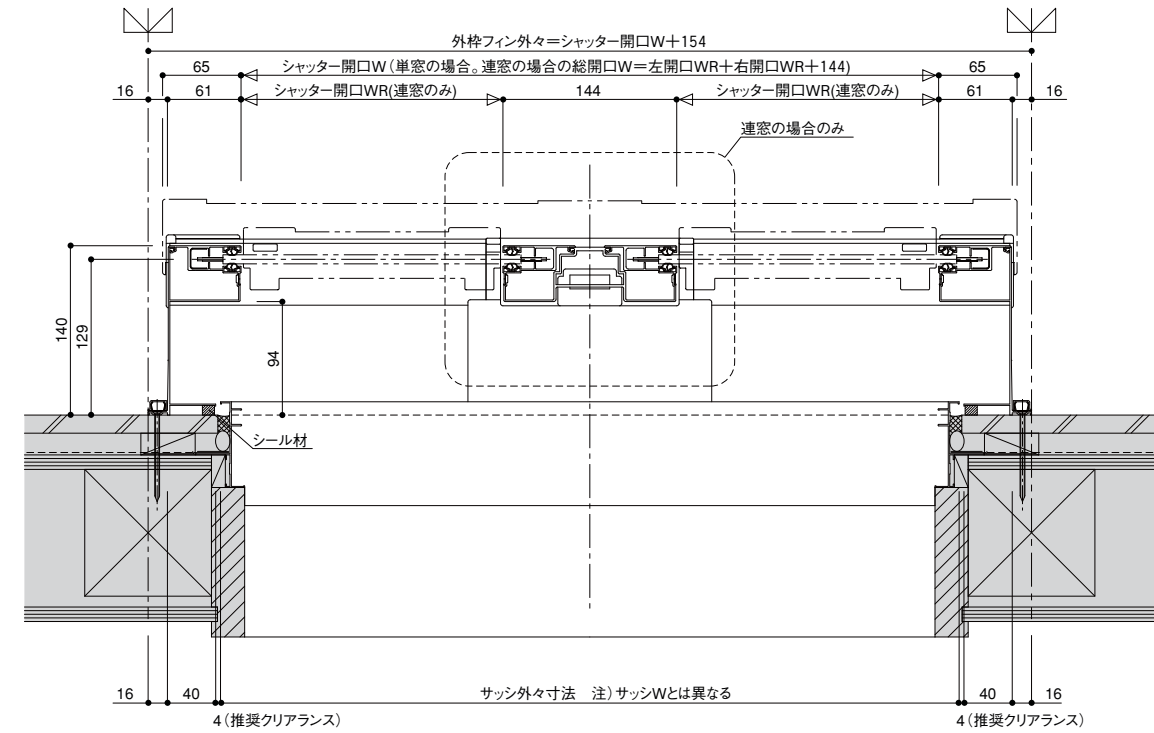 外枠フィン外々＝シャッター開口W＋154
65
シャッター開口W（単窓の場合。連窓の場合の総開口W＝左開口WR＋右開口WR＋144）
65
16
61
シャッター開口WR(連窓のみ)
144
シャッター開口WR(連窓のみ)
61
16
連窓の場合のみ
140
129
94
シール材
16
40
サッシ外々寸法　注）サッシWとは異なる
40
16
4（推奨クリアランス）
4（推奨クリアランス）